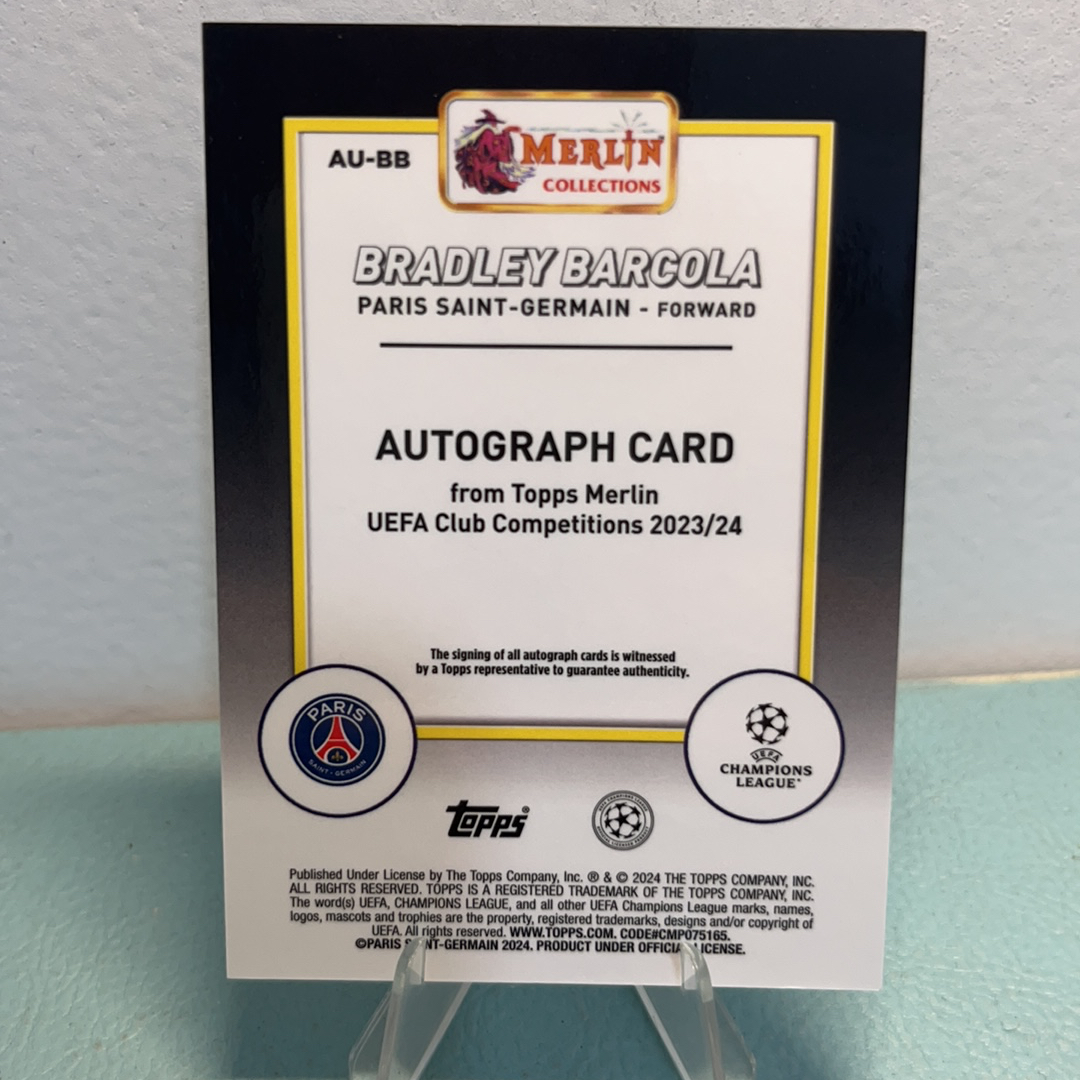 AU-BB
MERLIN
COLLECTIONS
BRADLEY BARCOLA
PARIS SAINT-GERMAIN - FORWARD
AUTOGRAPH CARD
from Topps Merlin
UEFA Club Competitions 2023/24
The signing of all autograph cards is witnessed
by a Topps representative to guarantee authenticity.
PARIS
SAINT-GERMAIN
UEFA
CHAMPIONS
LEAGUE
topps®
Published Under License by The Topps Company, Inc. ® & © 2024 THE TOPPS COMPANY, INC.
ALL RIGHTS RESERVED. TOPPS IS A REGISTERED TRADEMARK OF THE TOPPS COMPANY, INC.
The word(s) UEFA, CHAMPIONS LEAGUE, and all other UEFA Champions League marks, names,
logos, mascots and trophies are the property, registered trademarks, designs and/or copyright of
UEFA. All rights reserved. WWW.TOPPS.COM. CODE#CMP075165.
©PARIS SAINT-GERMAIN 2024. PRODUCT UNDER OFFICIAL LICENSE.